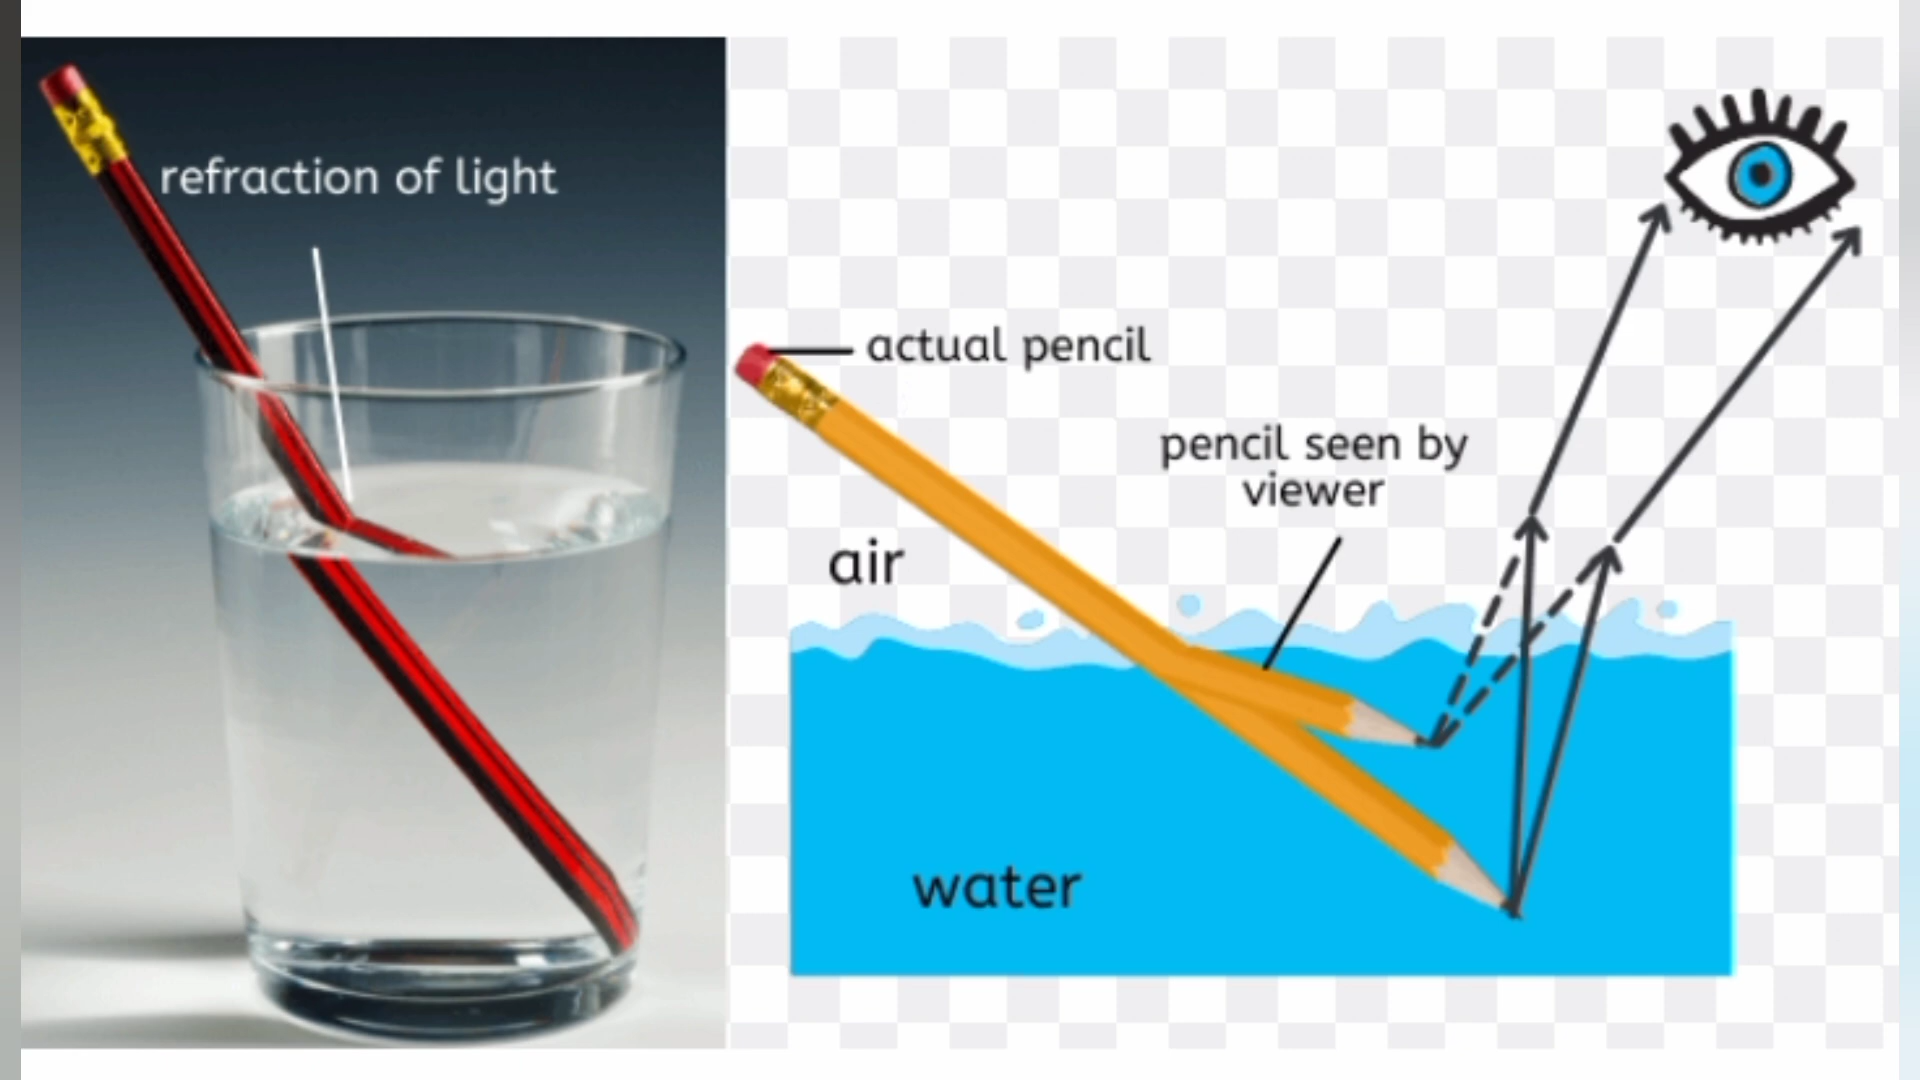 refraction of light
actual pencil
pencil seen by
viewer
air
water